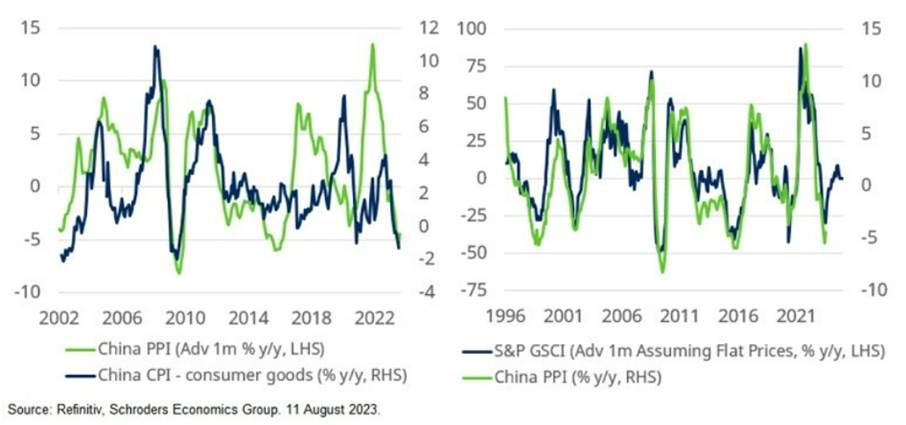 15 12 100 15
10 10 75 10
8 50
5 6 25 5
4 0 0
0 2 -25
-5 0 -50 -5
-2
-10 -4 -75 -10
2002 2006 2010 2014 2018 2022 1996 2001 2006 2011 2016 2021
China PPI (Adv 1m % y/y, LHS) S&P GSCI (Adv 1m Assuming Flat Prices, % y/y, LHS)
China CPI - consumer goods (% y/y, RHS) China PPI (% y/y, RHS)
Source: Refinitiv, Schroders Economics Group. 11 August 2023.